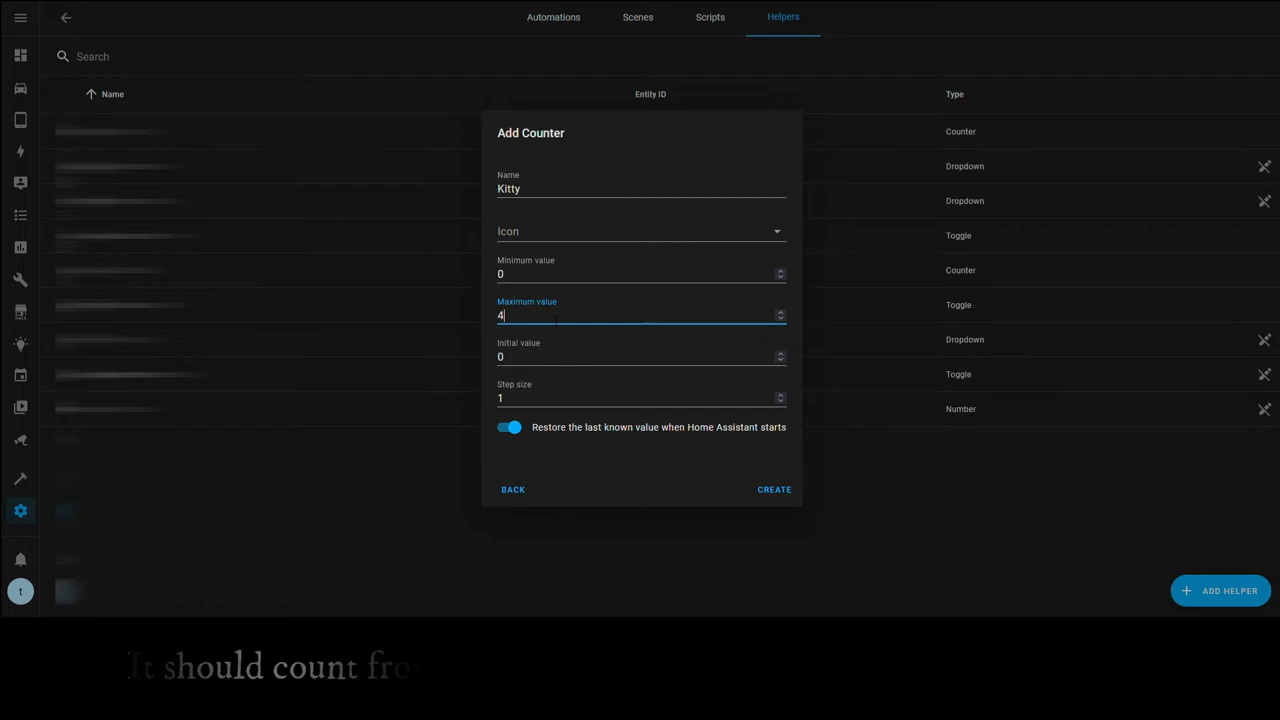 Automations
Scenes
Scripts
Helpers
Search
Name
Entity ID
Type
Counter
Dropdown
Dropdown
Toggle
Counter
Toggle
Dropdown
Toggle
Number
Add Counter
Name
Kitty
Icon
Minimum value
0
Maximum value
4
Initial value
0
Step size
1
Restore the last known value when Home Assistant starts
BACK
CREATE
t
ADD HELPER
It should count fro